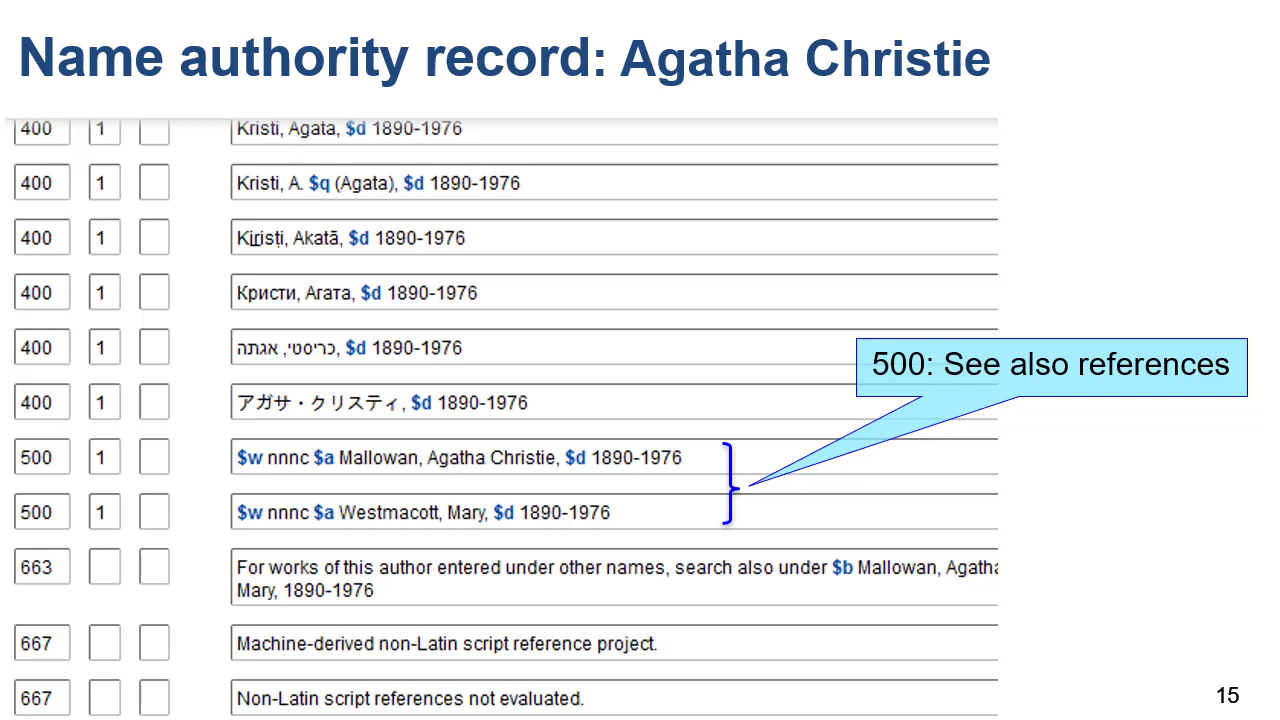 Name authority record: Agatha Christie
400 1 Kristi, Agata, $d 1890-1976
400 1 Kristi, A. $q (Agata), $d 1890-1976
400 1 Kir̲isṭi, Akatā, $d 1890-1976
400 1 Кристи, Агата, $d 1890-1976
400 1 כריסטי, אגתה, $d 1890-1976
500: See also references
400 1 アガサ・クリスティ, $d 1890-1976
500 1 $w nnnc $a Mallowan, Agatha Christie, $d 1890-1976
500 1 $w nnnc $a Westmacott, Mary, $d 1890-1976
663 For works of this author entered under other names, search also under $b Mallowan, Agatha
Mary, 1890-1976
667 Machine-derived non-Latin script reference project.
667 Non-Latin script references not evaluated.
15